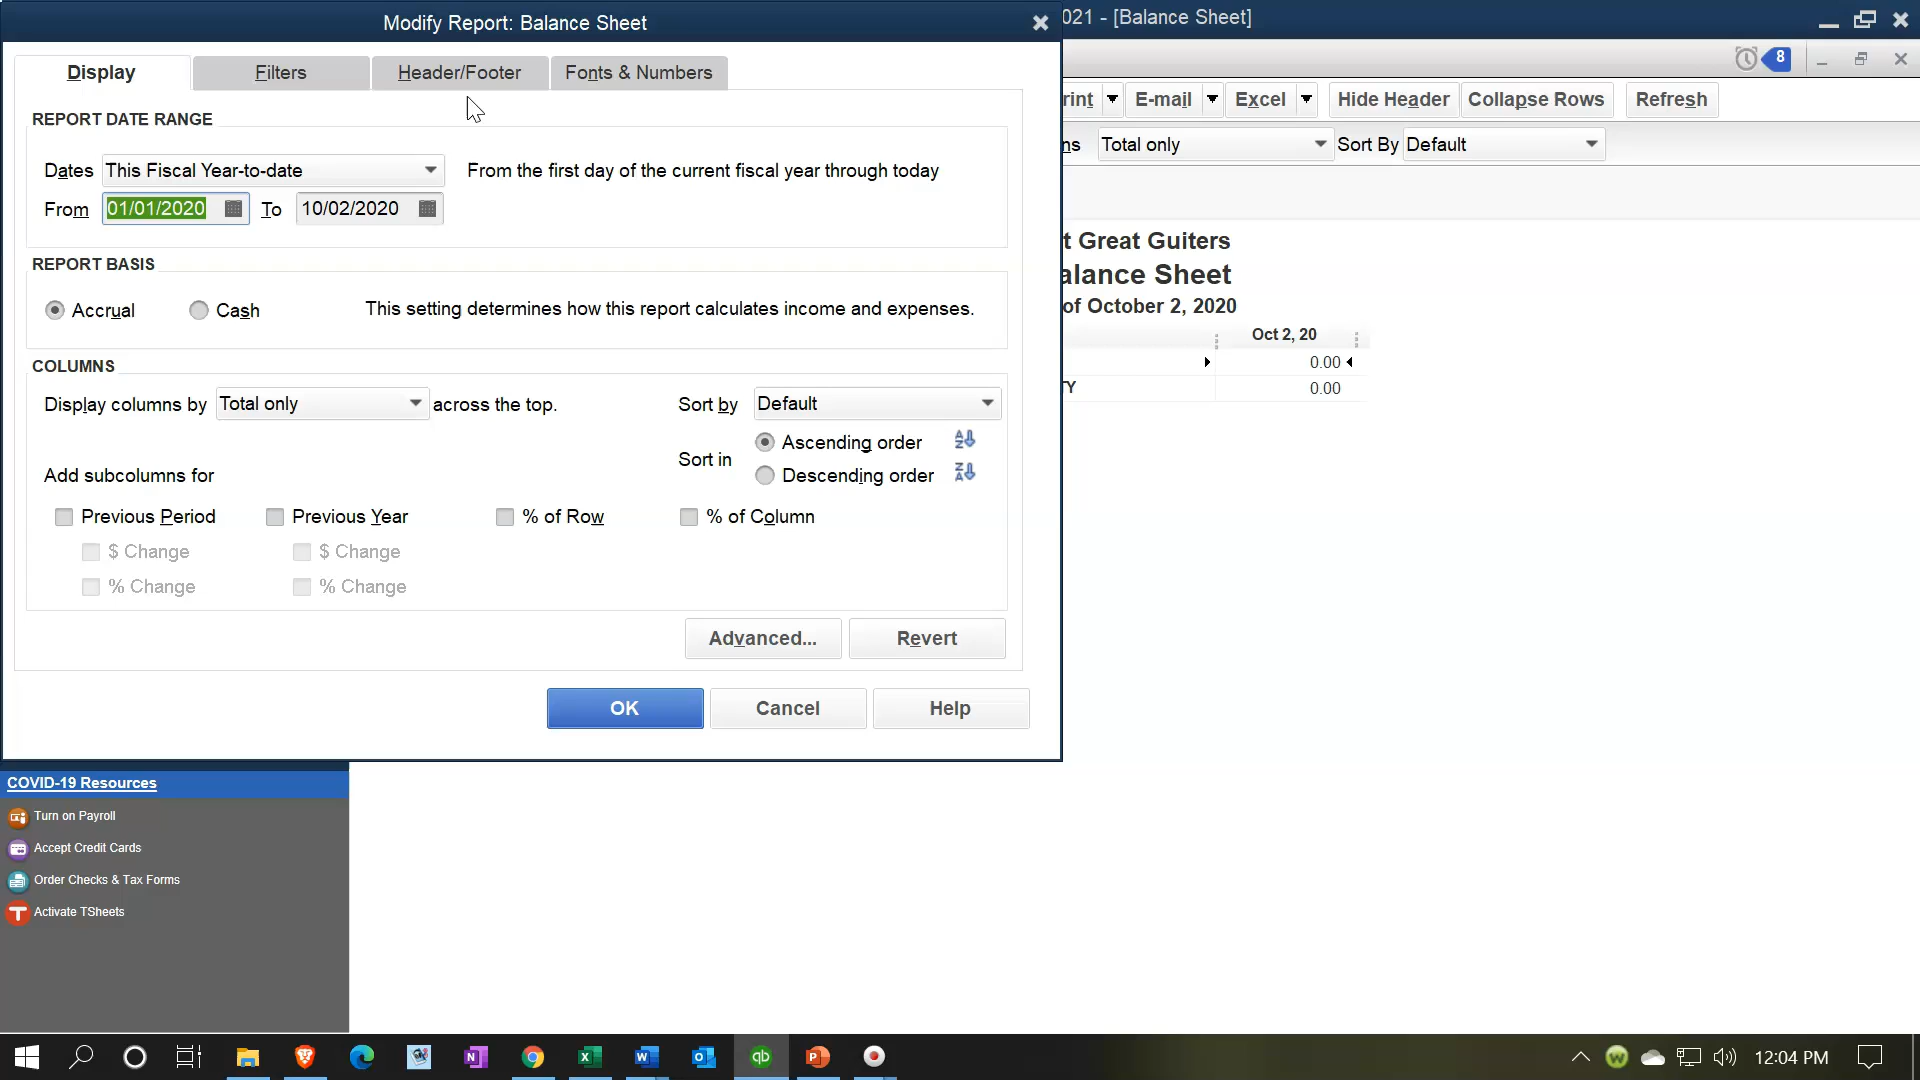 Modify Report: Balance Sheet
021 - [Balance Sheet]
8
Display
Filters
Header/Footer
Fonts & Numbers
rint
E-mail
Excel
Hide Header
Collapse Rows
Refresh
ns
Total only
Sort By
Default
REPORT DATE RANGE
Dates
This Fiscal Year-to-date
From the first day of the current fiscal year through today
From
01/01/2020
To
10/02/2020
REPORT BASIS
Accrual
Cash
This setting determines how this report calculates income and expenses.
COLUMNS
Display columns by
Total only
across the top.
Sort by
Default
Sort in
Ascending order
Descending order
Add subcolumns for
Previous Period
Previous Year
% of Row
% of Column
$ Change
$ Change
% Change
% Change
Advanced...
Revert
OK
Cancel
Help
t Great Guiters
alance Sheet
of October 2, 2020
Oct 2, 20
0.00
TY
0.00
COVID-19 Resources
Turn on Payroll
Accept Credit Cards
Order Checks & Tax Forms
Activate TSheets
12:04 PM